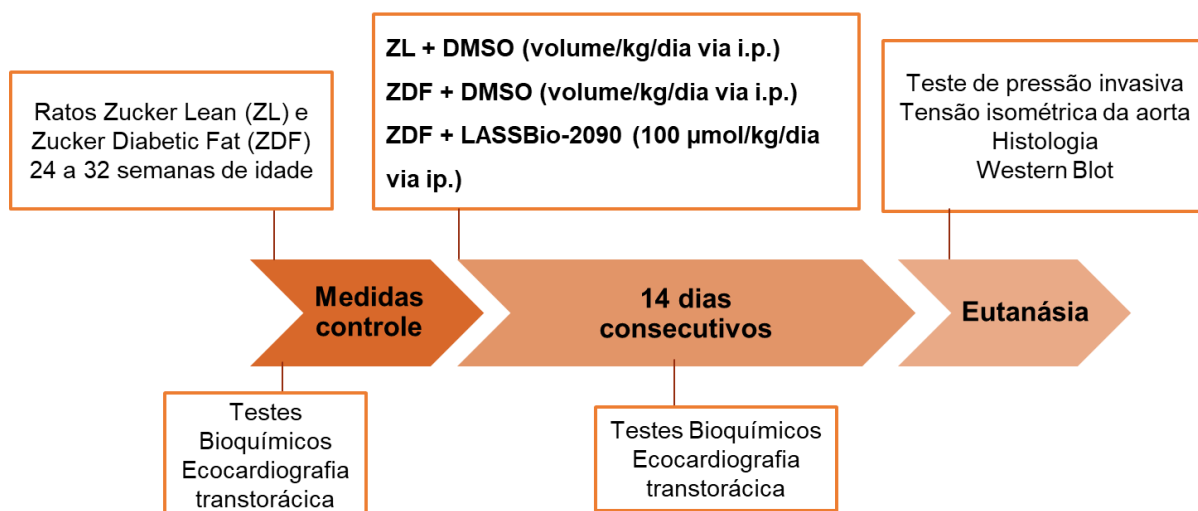 Ratos Zucker Lean (ZL) e
Zucker Diabetic Fat (ZDF)
24 a 32 semanas de idade
ZL + DMSO (volume/kg/dia via i.p.)
ZDF + DMSO (volume/kg/dia via i.p.)
ZDF + LASSBio-2090 (100 µmol/kg/dia
via ip.)
Teste de pressão invasiva
Tensão isométrica da aorta
Histologia
Western Blot
Medidas
controle
14 dias
consecutivos
Eutanásia
Testes
Bioquímicos
Ecocardiografia
transtorácica
Testes Bioquímicos
Ecocardiografia
transtorácica